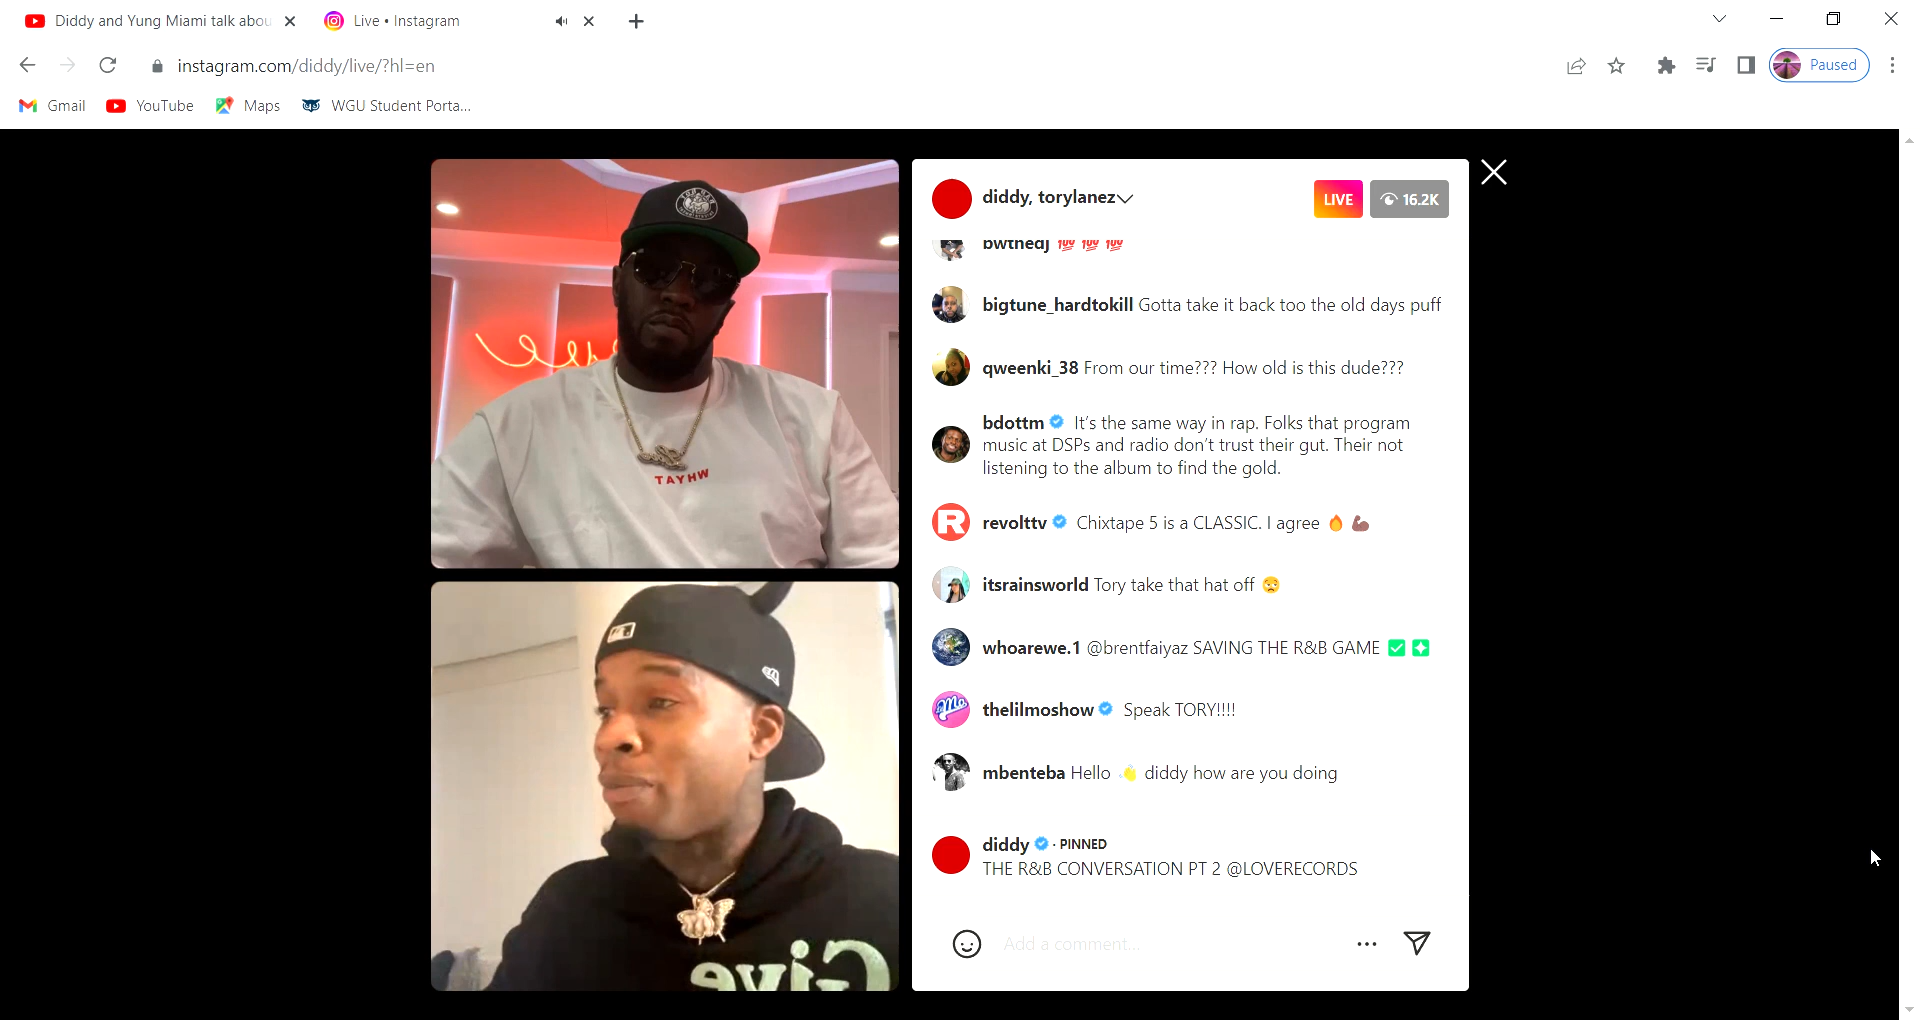 Diddy and Yung Miami talk abou
Live • Instagram
instagram.com/diddy/live/?hl=en
Paused
Gmail
YouTube
Maps
WGU Student Porta...
TAYHW
Give
diddy, torylanez
LIVE
16.2K
bwthedj 💯 💯 💯
bigtune_hardtokill Gotta take it back too the old days puff
qweenki_38 From our time??? How old is this dude???
bdottm It's the same way in rap. Folks that program
music at DSPs and radio don't trust their gut. Their not
listening to the album to find the gold.
R
revolttv Chixtape 5 is a CLASSIC. I agree 🔥 💪🏾
itsrainsworld Tory take that hat off 😒
whoarewe.1 @brentfaiyaz SAVING THE R&B GAME ✅ ❇️
thelilmoshow Speak TORY!!!!
mbenteba Hello 👋 diddy how are you doing
diddy · PINNED
THE R&B CONVERSATION PT 2 @LOVERECORDS
Add a comment...